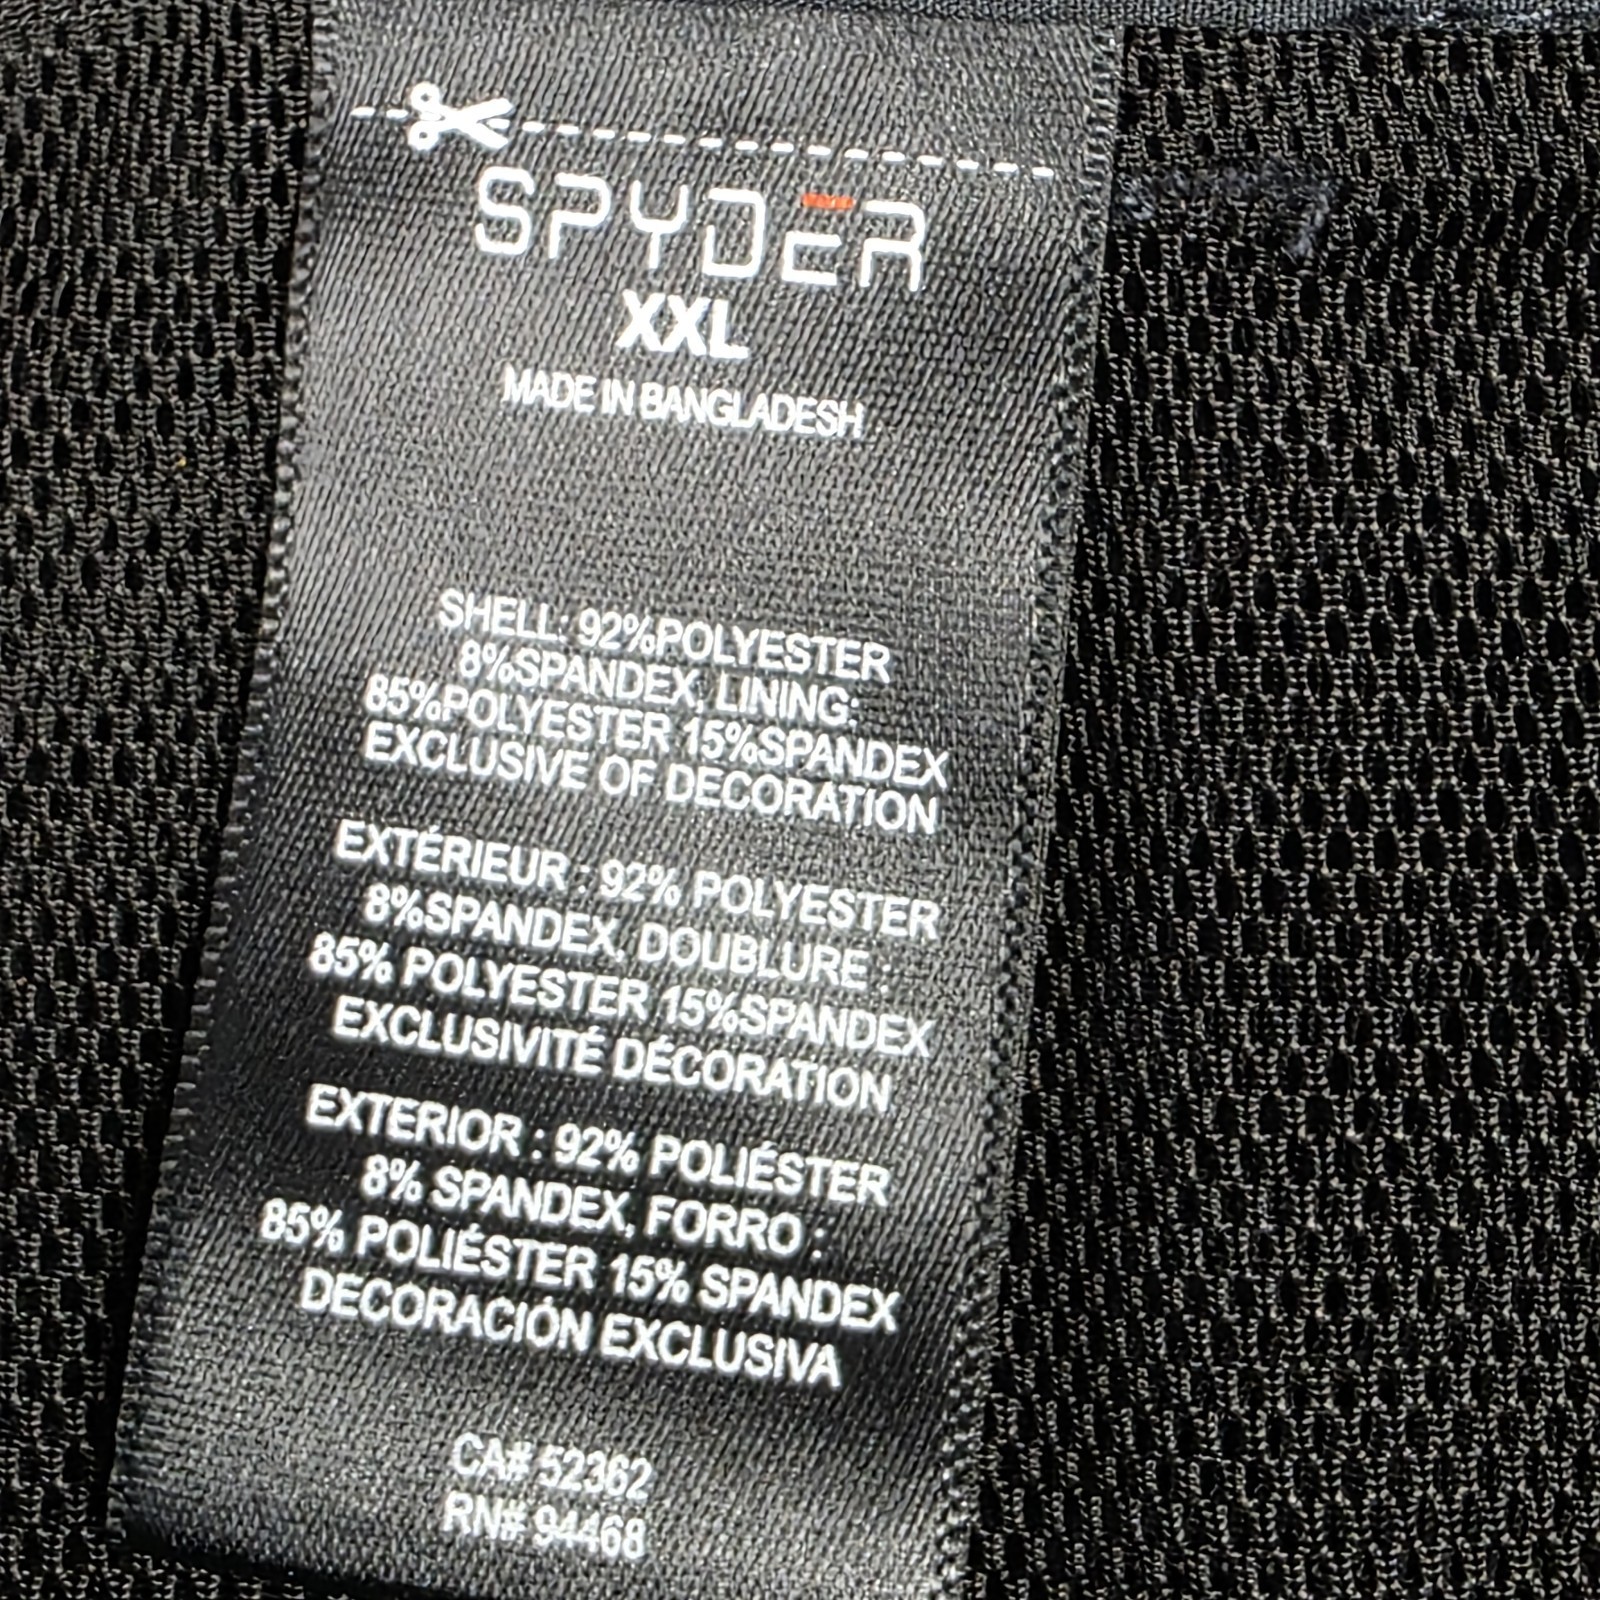 SPYDER
XXL
MADE IN BANGLADESH
SHELL: 92%POLYESTER
8%SPANDEX, LINING:
85%POLYESTER 15%SPANDEX
EXCLUSIVE OF DECORATION
EXTÉRIEUR : 92% POLYESTER
8%SPANDEX, DOUBLURE :
85% POLYESTER 15%SPANDEX
EXCLUSIVITÉ DÉCORATION
EXTERIOR : 92% POLIÉSTER
8% SPANDEX, FORRO :
85% POLIÉSTER 15% SPANDEX
DECORACIÓN EXCLUSIVA
CA# 52362
RN# 94468